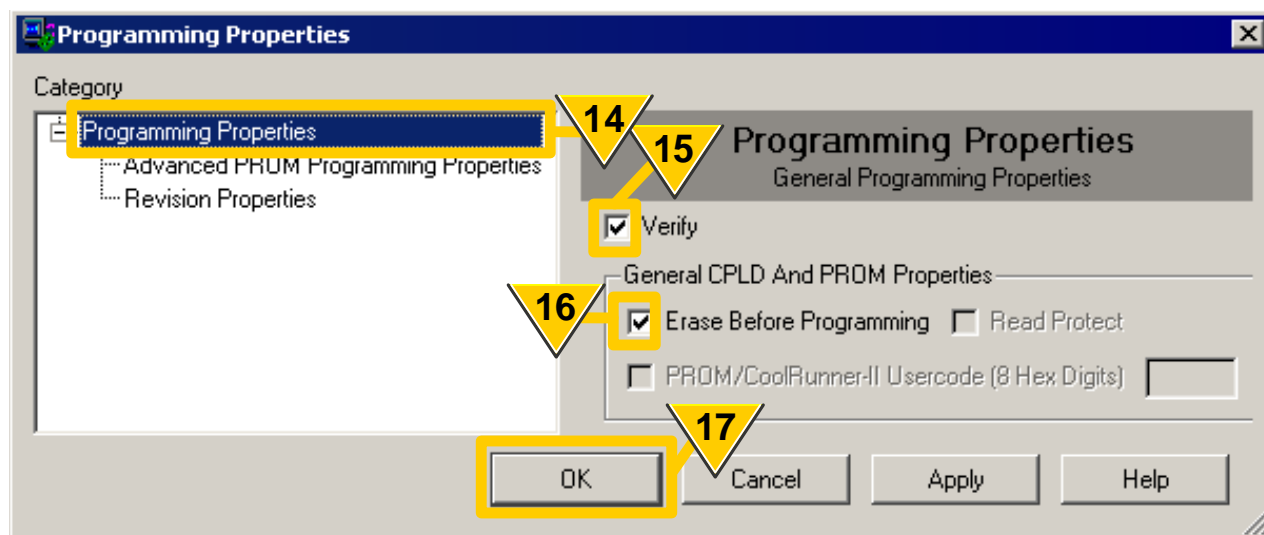 Programming Properties
Category
Programming Properties
Advanced PROM Programming Properties
Revision Properties
14
15
Programming Properties
General Programming Properties
Verify
General CPLD And PROM Properties
16
Erase Before Programming Read Protect
PROM/CoolRunner-II Usercode (8 Hex Digits)
17
OK Cancel Apply Help